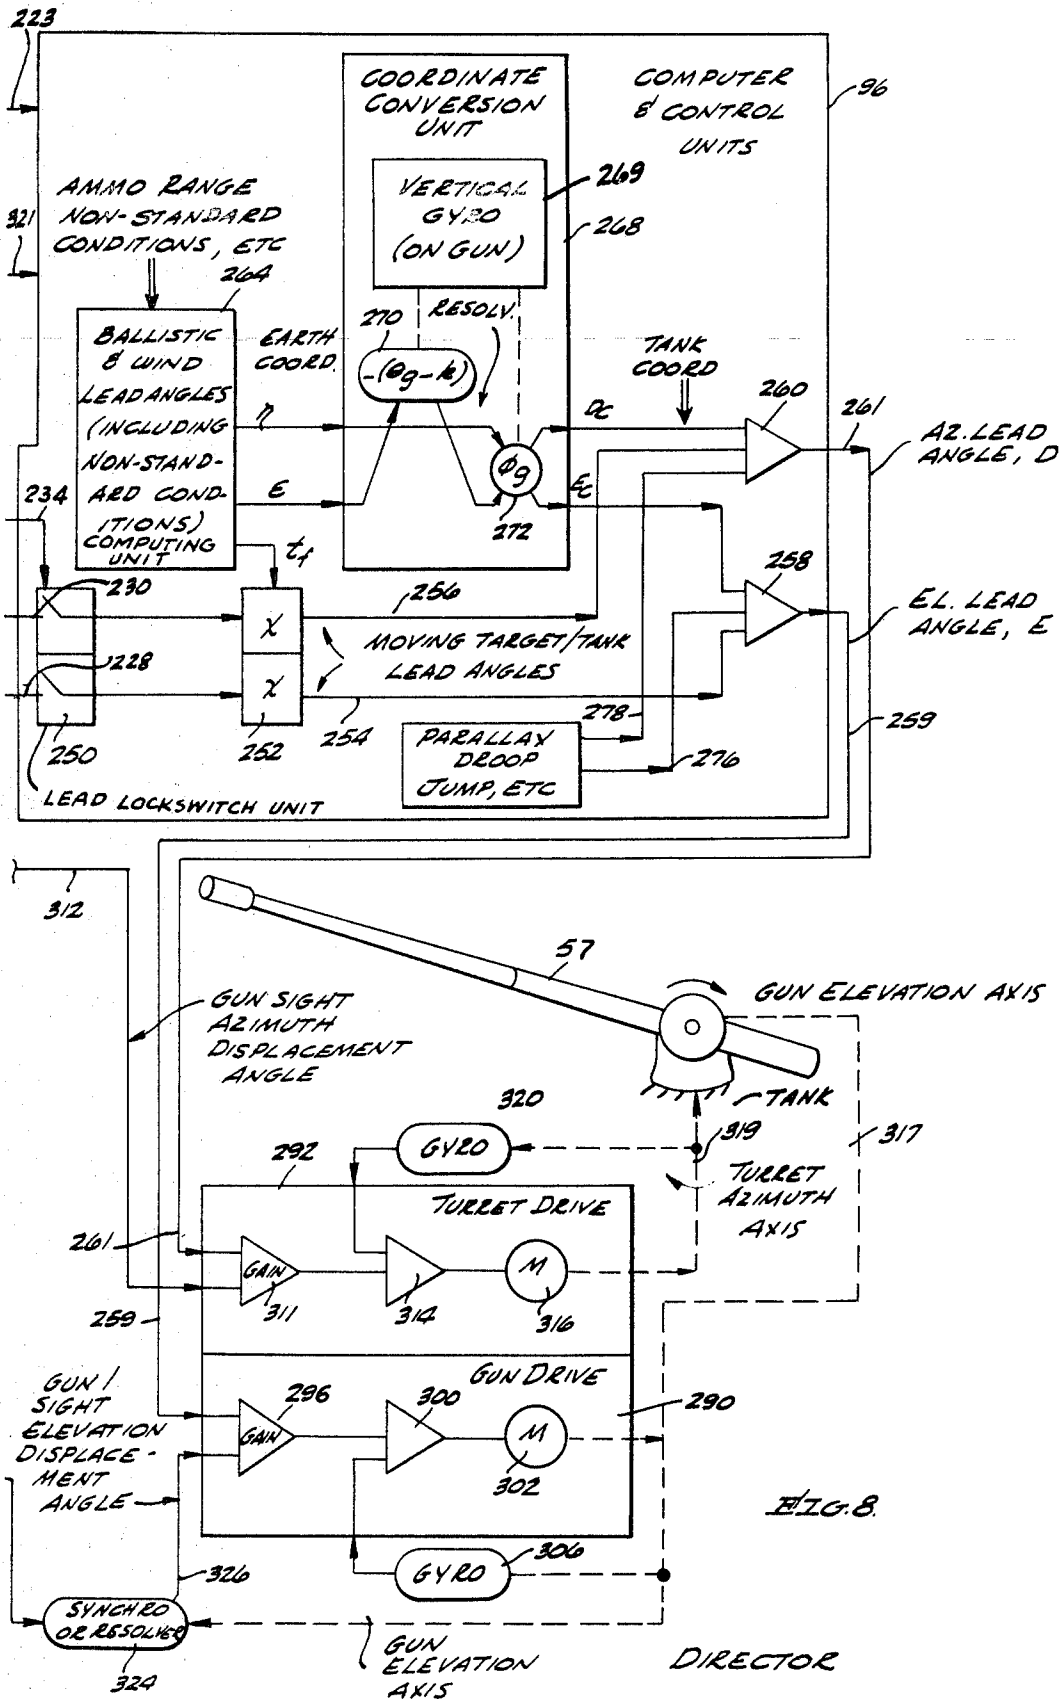 223
COORDINATE
CONVERSION
UNIT
COMPUTER
& CONTROL
UNITS
96
VERTICAL
GYRO
(ON GUN)
269
268
AMMO RANGE
NON-STANDARD
CONDITIONS, ETC
321
264
BALLISTIC
& WIND
LEAD ANGLES
(INCLUDING
NON-STAND-
ARD COND-
ITIONS)
COMPUTING
UNIT
EARTH
COORD.
η
E
tf
270
RESOLV.
-(θg-k)
φg
272
DC
EC
TANK
COORD
260
261
AZ. LEAD
ANGLE, D
234
230
228
250
LEAD LOCKSWITCH UNIT
X
X
252
256
MOVING TARGET/TANK
LEAD ANGLES
254
258
EL. LEAD
ANGLE, E
259
278
276
PARALLAX
DROOP
JUMP, ETC
312
57
GUN ELEVATION AXIS
GUN SIGHT
AZIMUTH
DISPLACEMENT
ANGLE
TANK
320
GYRO
319
317
TURRET
AZIMUTH
AXIS
292
TURRET DRIVE
261
GAIN
311
314
M
316
259
GUN DRIVE
GUN/
SIGHT
ELEVATION
DISPLACE-
MENT
ANGLE
GAIN
296
300
M
302
290
FIG. 8.
GYRO
306
326
SYNCHRO
OR RESOLVER
324
GUN
ELEVATION
AXIS
DIRECTOR